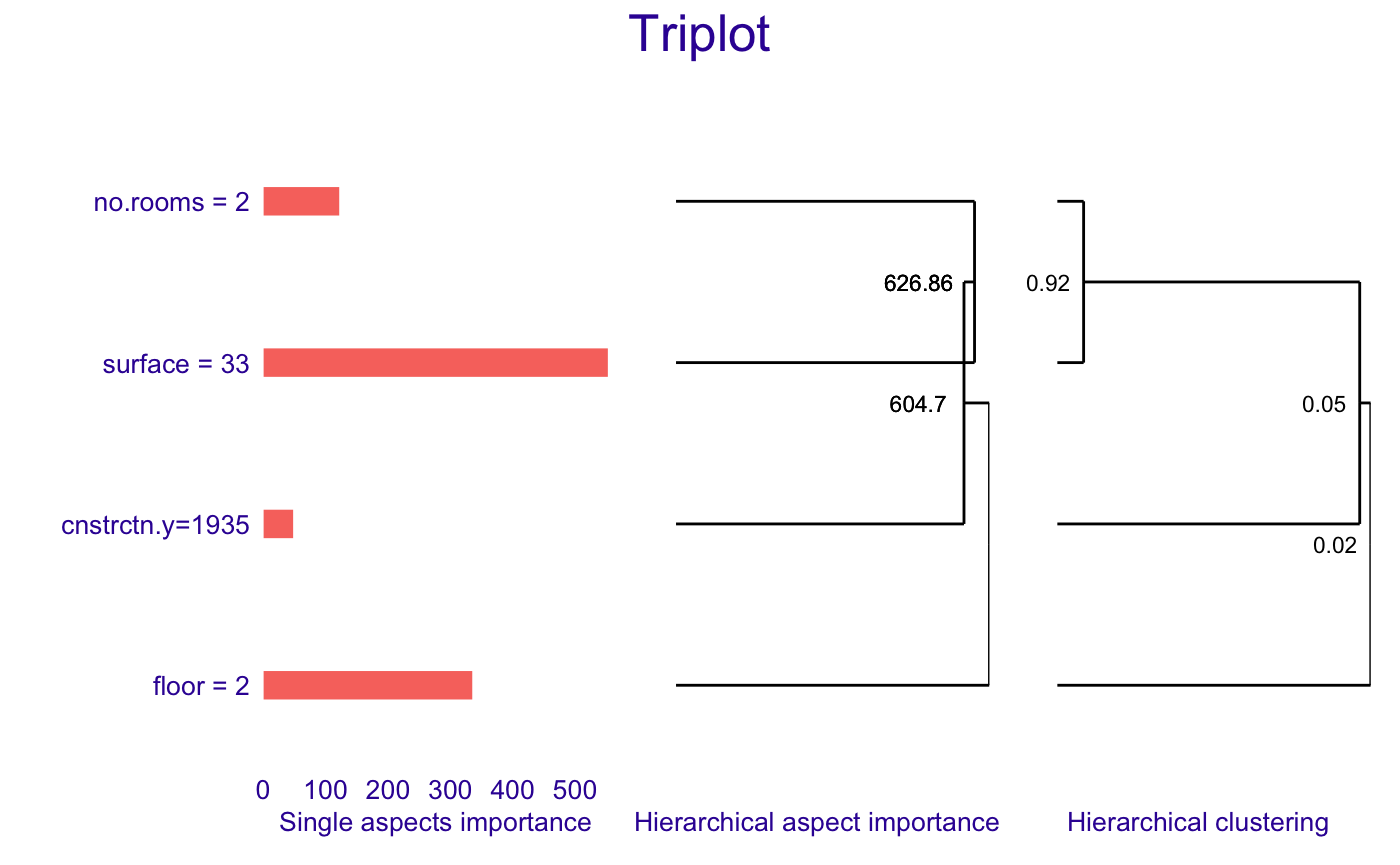 Triplot
no.rooms = 2
626.86
0.92
surface = 33
604.7
0.05
cnstrctn.y=1935
0.02
floor = 2
0 100 200 300 400 500
Single aspects importance
Hierarchical aspect importance
Hierarchical clustering